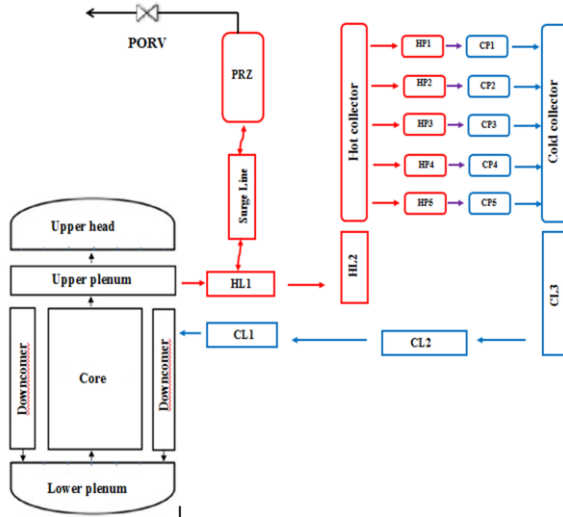 PORV
PRZ
Surge Line
Hot collector
HP1
CP1
HP2
CP2
HP3
CP3
HP4
CP4
HP5
CP5
Cold collector
Upper head
Upper plenum
HL1
HL2
CL1
CL2
CL3
Downcomer
Core
Downcomer
Lower plenum